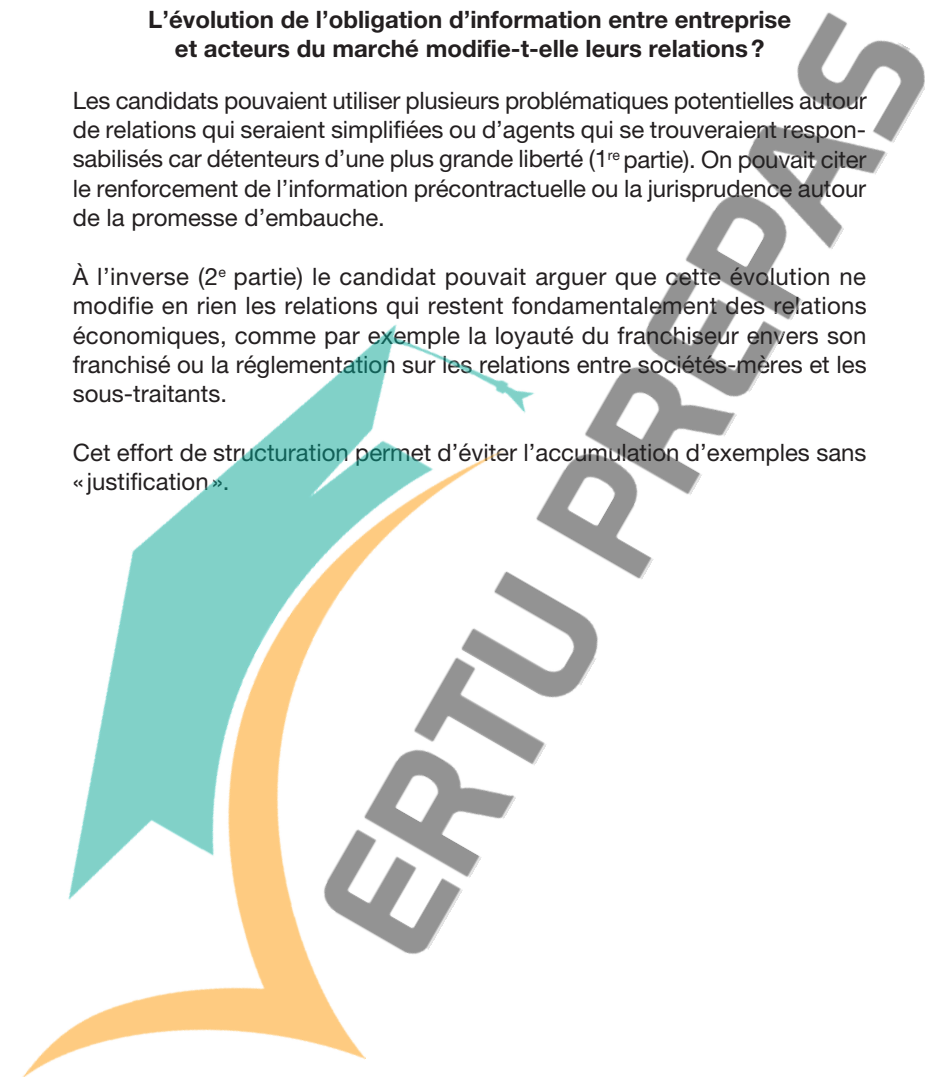 L’évolution de l’obligation d’information entre entreprise
et acteurs du marché modifie-t-elle leurs relations ?
Les candidats pouvaient utiliser plusieurs problématiques potentielles autour
de relations qui seraient simplifiées ou d’agents qui se trouveraient respon-
sabilisés car détenteurs d’une plus grande liberté (1re partie). On pouvait citer
le renforcement de l’information précontractuelle ou la jurisprudence autour
de la promesse d’embauche.
À l’inverse (2e partie) le candidat pouvait arguer que cette évolution ne
modifie en rien les relations qui restent fondamentalement des relations
économiques, comme par exemple la loyauté du franchiseur envers son
franchisé ou la réglementation sur les relations entre sociétés-mères et les
sous-traitants.
Cet effort de structuration permet d’éviter l’accumulation d’exemples sans
« justification ».
ERTU PREPAS